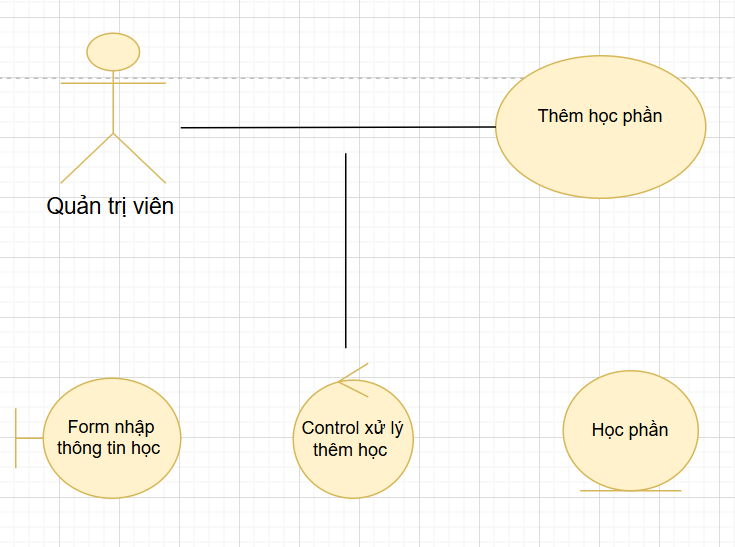 Thêm học phần
Quản trị viên
Form nhập
thông tin học
Control xử lý
thêm học
Học phần